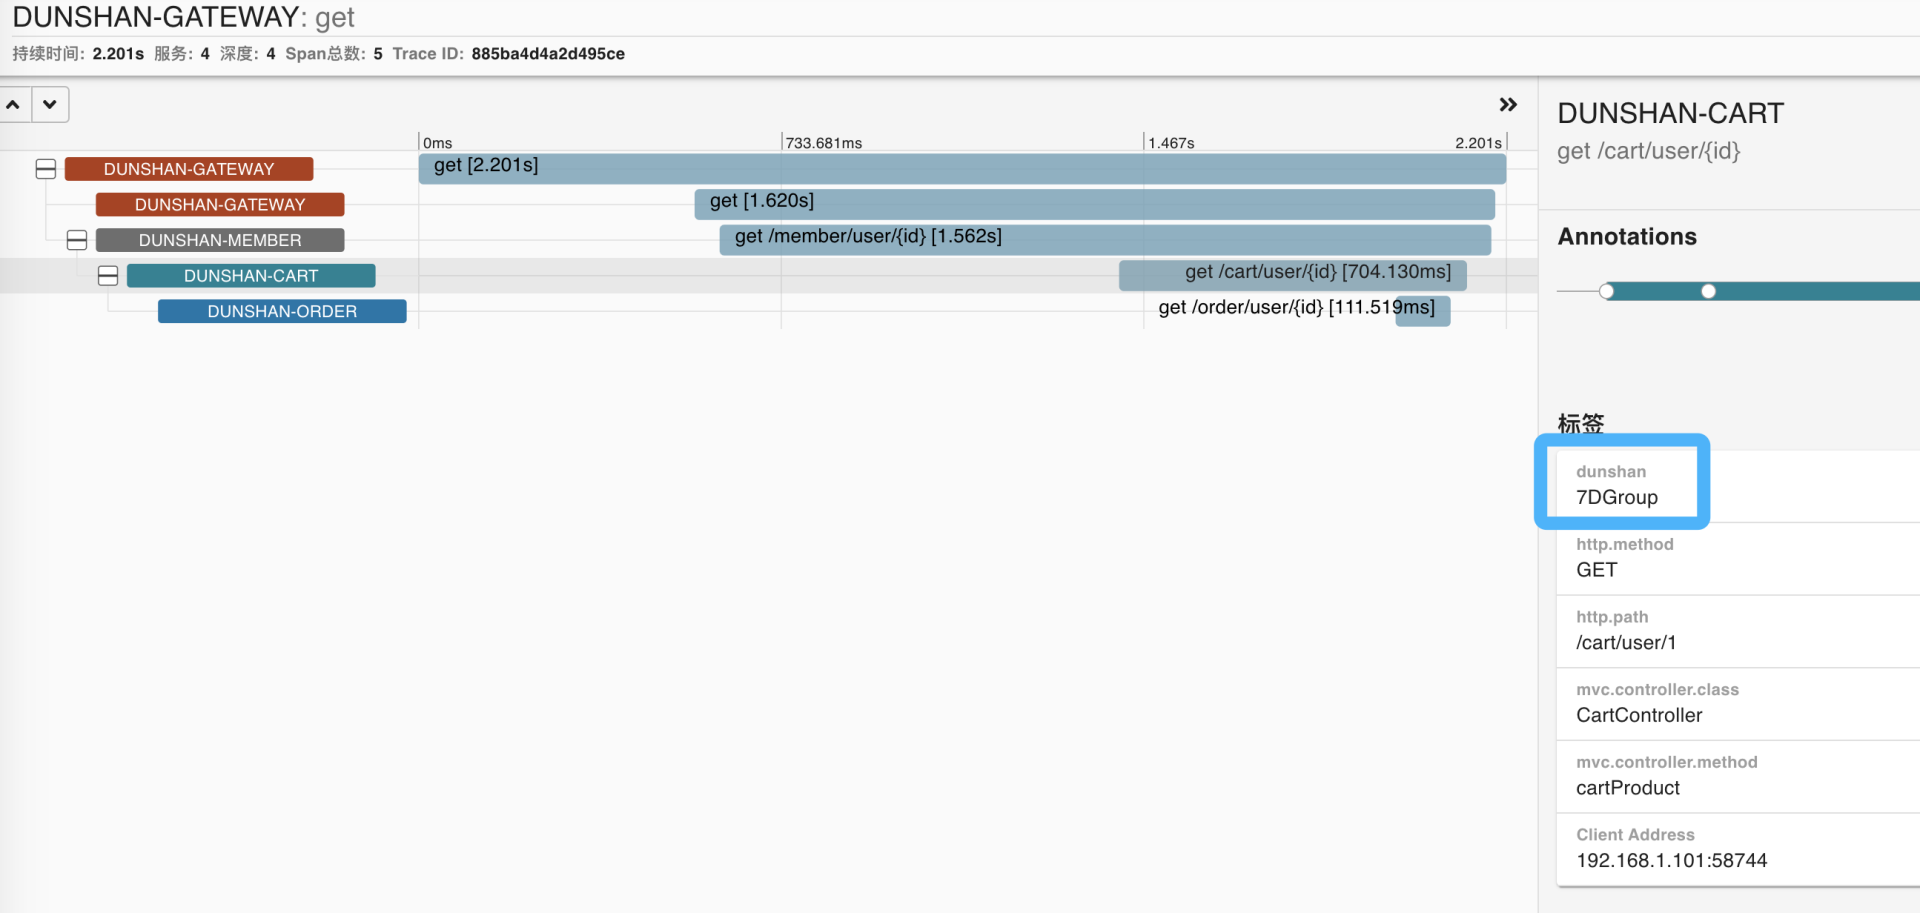 DUNSHAN-GATEWAY: get
持续时间: 2.201s 服务: 4 深度: 4 Span总数: 5 Trace ID: 885ba4d4a2d495ce
0ms 733.681ms 1.467s 2.201s
DUNSHAN-GATEWAY get [2.201s]
DUNSHAN-GATEWAY get [1.620s]
DUNSHAN-MEMBER get /member/user/{id} [1.562s]
DUNSHAN-CART get /cart/user/{id} [704.130ms]
DUNSHAN-ORDER get /order/user/{id} [111.519ms]
DUNSHAN-CART
get /cart/user/{id}
Annotations
标签
dunshan
7DGroup
http.method
GET
http.path
/cart/user/1
mvc.controller.class
CartController
mvc.controller.method
cartProduct
Client Address
192.168.1.101:58744